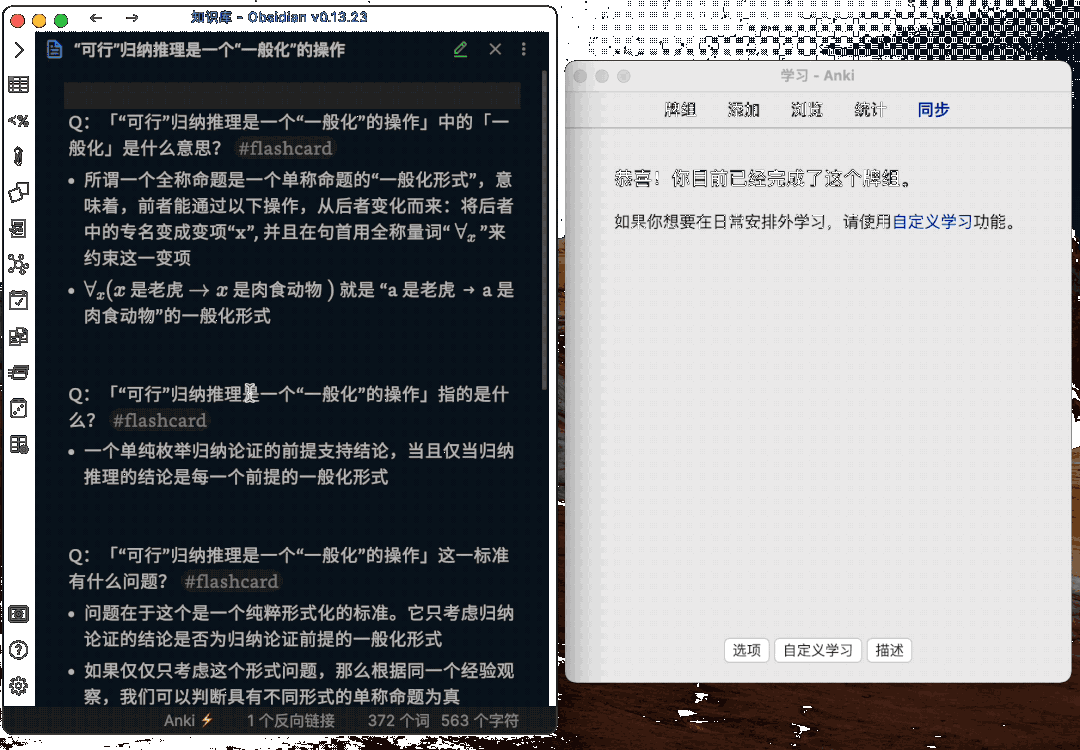 知识库 - Obsidian v0.13.23
“可行”归纳推理是一个“一般化”的操作
Q：「“可行”归纳推理是一个“一般化”的操作」中的「一
般化」是什么意思？ #flashcard
• 所谓一个全称命题是一个单称命题的“一般化形式”，意
味着，前者能通过以下操作，从后者变化而来：将后者
中的专名变成变项“x”, 并且在句首用全称量词“ ∀ₓ ”来
约束这一变项
• ∀ₓ(x 是老虎 → x 是肉食动物 ) 就是 “a 是老虎 → a 是
肉食动物”的一般化形式
Q：「“可行”归纳推理是一个“一般化”的操作」指的是什
么？ #flashcard
• 一个单纯枚举归纳论证的前提支持结论，当且仅当归纳
推理的结论是每一个前提的一般化形式
Q：「“可行”归纳推理是一个“一般化”的操作」这一标准
有什么问题？ #flashcard
• 问题在于这个是一个纯粹形式化的标准。它只考虑归纳
论证的结论是否为归纳论证前提的一般化形式
• 如果仅仅只考虑这个形式问题，那么根据同一个经验观
察，我们可以判断具有不同形式的单称命题为真
Anki⚡ 1 个反向链接 372 个词 563 个字符
学习 - Anki
牌组 添加 浏览 统计 同步
恭喜！你目前已经完成了这个牌组。
如果你想要在日常安排外学习，请使用自定义学习功能。
选项 自定义学习 描述